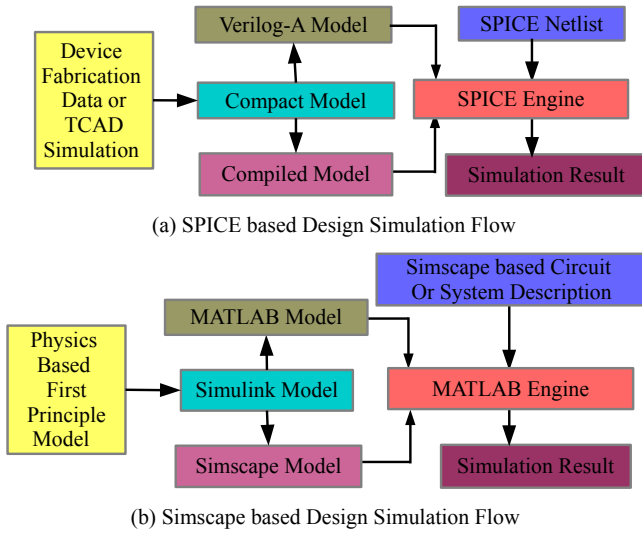 Device
Fabrication
Data or
TCAD
Simulation
Verilog-A Model
Compact Model
Compiled Model
SPICE Netlist
SPICE Engine
Simulation Result
(a) SPICE based Design Simulation Flow
Physics
Based
First
Principle
Model
MATLAB Model
Simulink Model
Simscape Model
Simscape based Circuit
Or System Description
MATLAB Engine
Simulation Result
(b) Simscape based Design Simulation Flow